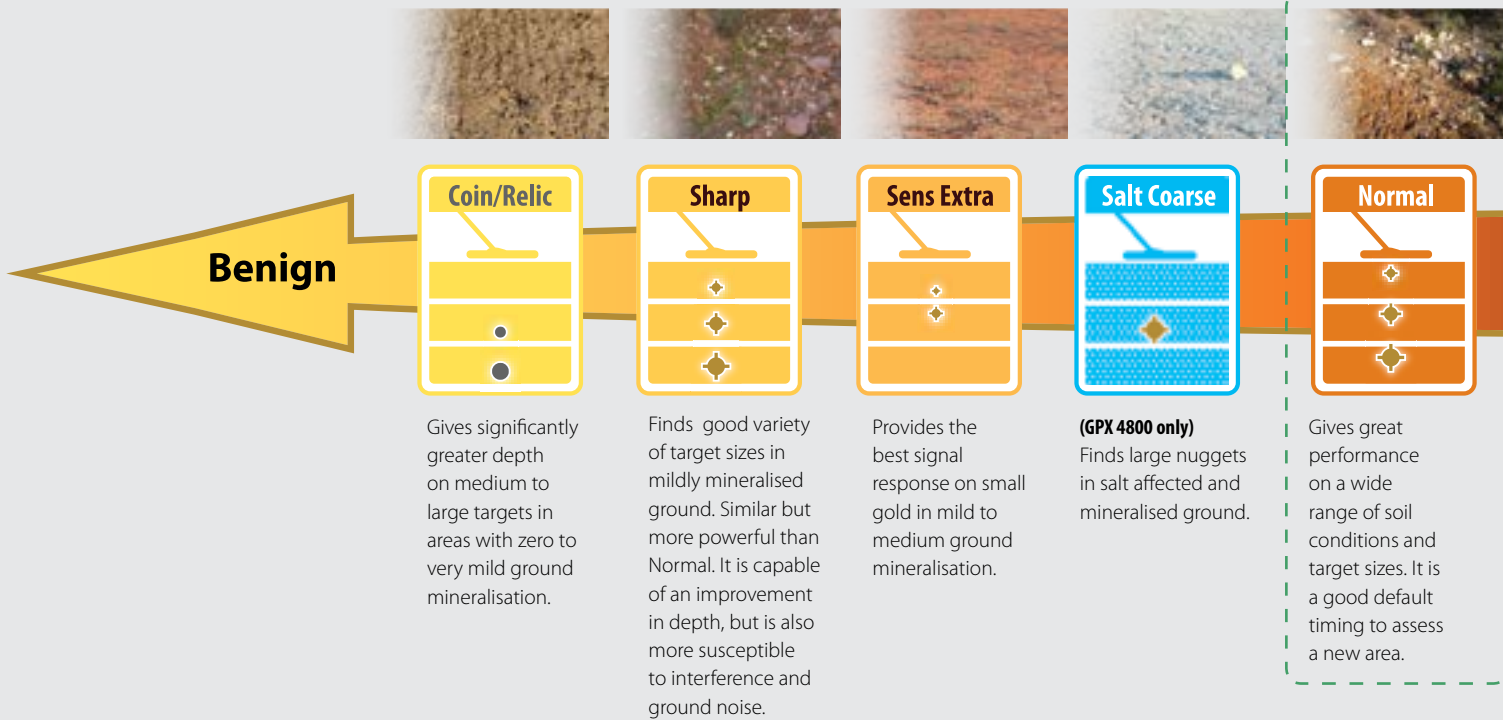 Benign
Coin/Relic
Gives significantly
greater depth
on medium to
large targets in
areas with zero to
very mild ground
mineralisation.
Sharp
Finds good variety
of target sizes in
mildly mineralised
ground. Similar but
more powerful than
Normal. It is capable
of an improvement
in depth, but is also
more susceptible
to interference and
ground noise.
Sens Extra
Provides the
best signal
response on small
gold in mild to
medium ground
mineralisation.
Salt Coarse
(GPX 4800 only)
Finds large nuggets
in salt affected and
mineralised ground.
Normal
Gives great
performance
on a wide
range of soil
conditions and
target sizes. It is
a good default
timing to assess
a new area.